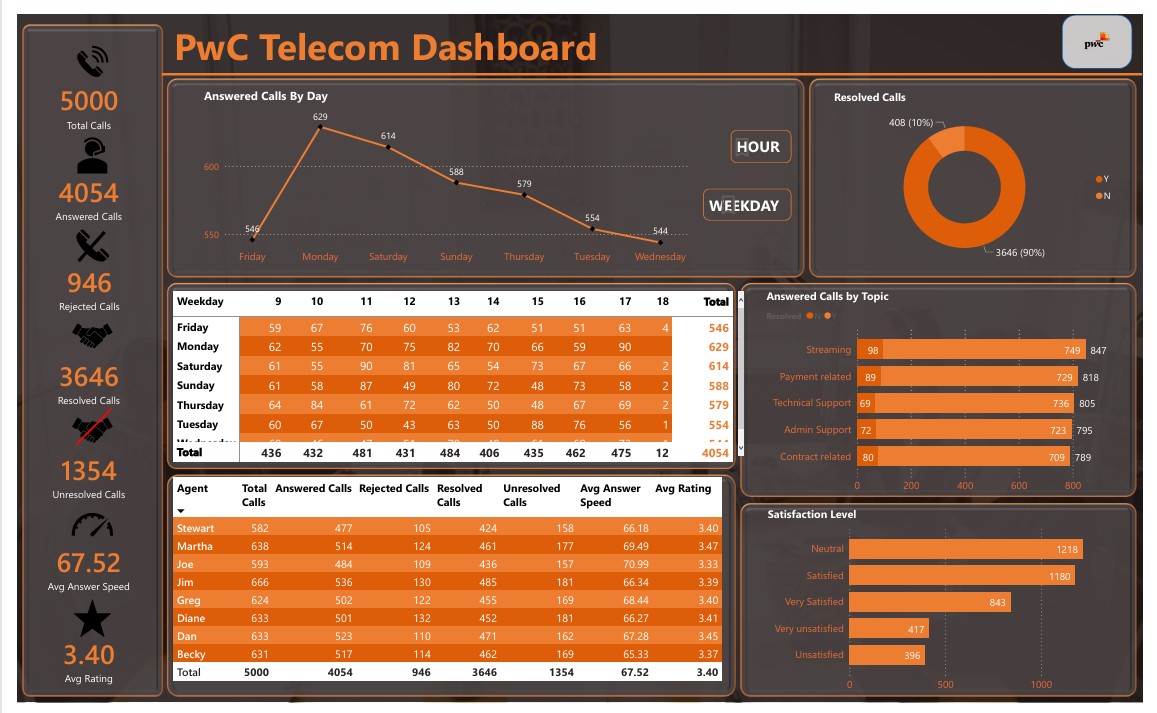 PwC Telecom Dashboard
pwc
5000
Total Calls
4054
Answered Calls
946
Rejected Calls
3646
Resolved Calls
1354
Unresolved Calls
67.52
Avg Answer Speed
3.40
Avg Rating
Answered Calls By Day
629
614
600
588
579
554
550
546
544
Friday Monday Saturday Sunday Thursday Tuesday Wednesday
HOUR
WEEKDAY
Resolved Calls
408 (10%)
Y
N
3646 (90%)
Weekday 9 10 11 12 13 14 15 16 17 18 Total
Friday 59 67 76 60 53 62 51 51 63 4 546
Monday 62 55 70 75 82 70 66 59 90 629
Saturday 61 55 90 81 65 54 73 67 66 2 614
Sunday 61 58 87 49 80 72 48 73 58 2 588
Thursday 64 84 61 72 62 50 48 67 69 2 579
Tuesday 60 67 50 43 63 50 88 76 56 1 554
Total 436 432 481 431 484 406 435 462 475 12 4054
Answered Calls by Topic
Resolved N Y
Streaming 98 749 847
Payment related 89 729 818
Technical Support 69 736 805
Admin Support 72 723 795
Contract related 80 709 789
0 200 400 600 800
Agent Total Calls Answered Calls Rejected Calls Resolved Calls Unresolved Calls Avg Answer Speed Avg Rating
Stewart 582 477 105 424 158 66.18 3.40
Martha 638 514 124 461 177 69.49 3.47
Joe 593 484 109 436 157 70.99 3.33
Jim 666 536 130 485 181 66.34 3.39
Greg 624 502 122 455 169 68.44 3.40
Diane 633 501 132 452 181 66.27 3.41
Dan 633 523 110 471 162 67.28 3.45
Becky 631 517 114 462 169 65.33 3.37
Total 5000 4054 946 3646 1354 67.52 3.40
Satisfaction Level
Neutral 1218
Satisfied 1180
Very Satisfied 843
Very unsatisfied 417
Unsatisfied 396
0 500 1000